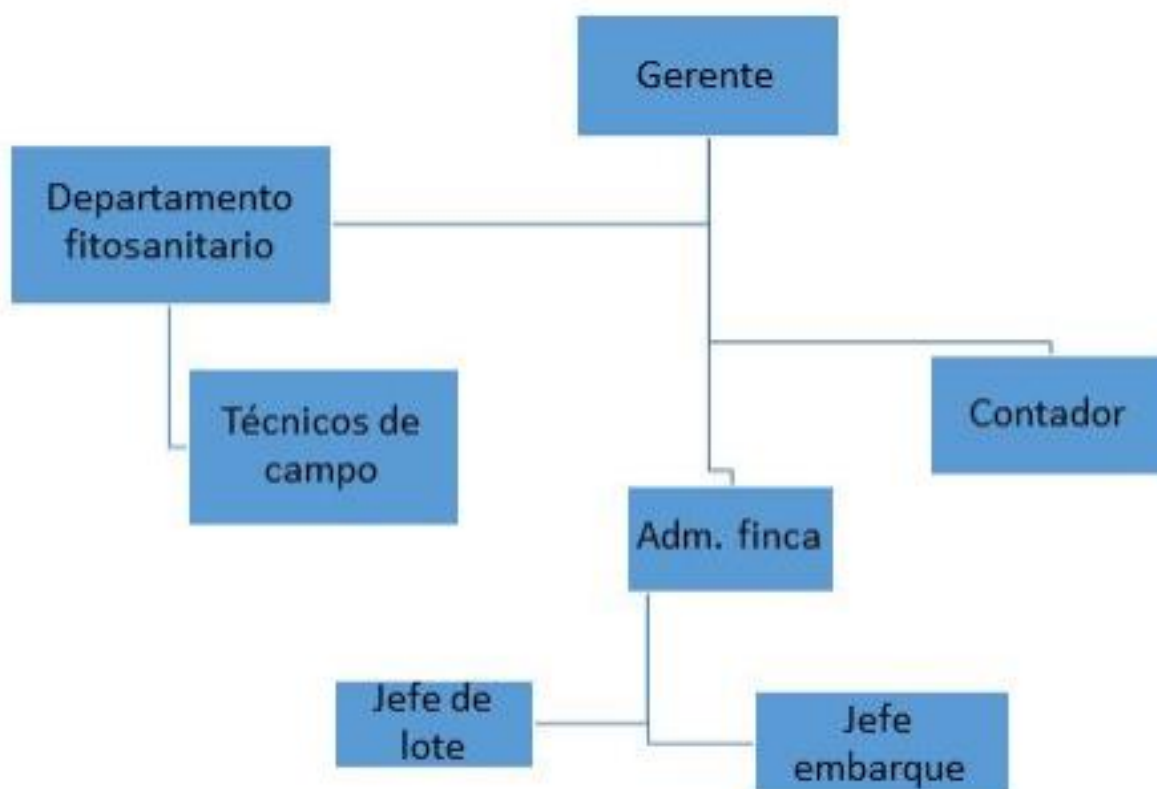 Gerente
Departamento
fitosanitario
Técnicos de
campo
Contador
Adm. finca
Jefe de
lote
Jefe
embarque